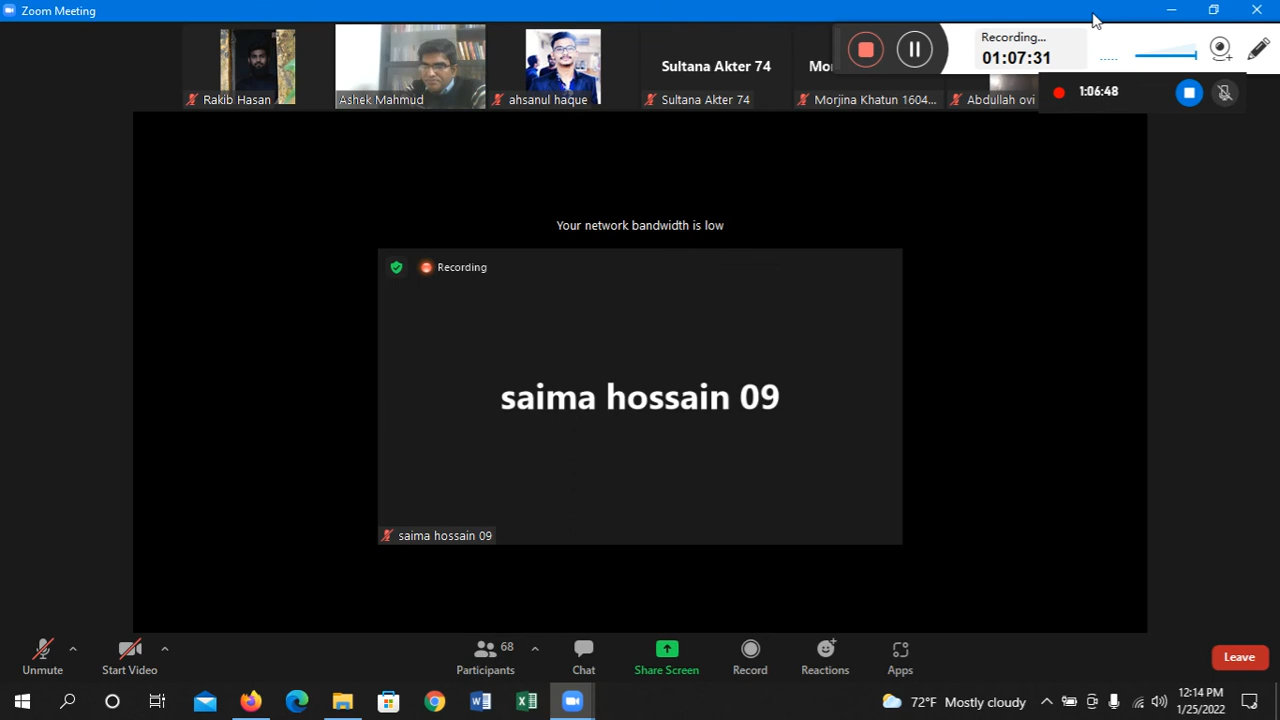 Zoom Meeting
Recording...
01:07:31
1:06:48
Sultana Akter 74
Rakib Hasan
Ashek Mahmud
ahsanul haque
Sultana Akter 74
Morjina Khatun 1604...
Abdullah ovi
Your network bandwidth is low
Recording
saima hossain 09
saima hossain 09
Unmute
Start Video
68
Participants
Chat
Share Screen
Record
Reactions
Apps
Leave
72°F Mostly cloudy
12:14 PM
1/25/2022